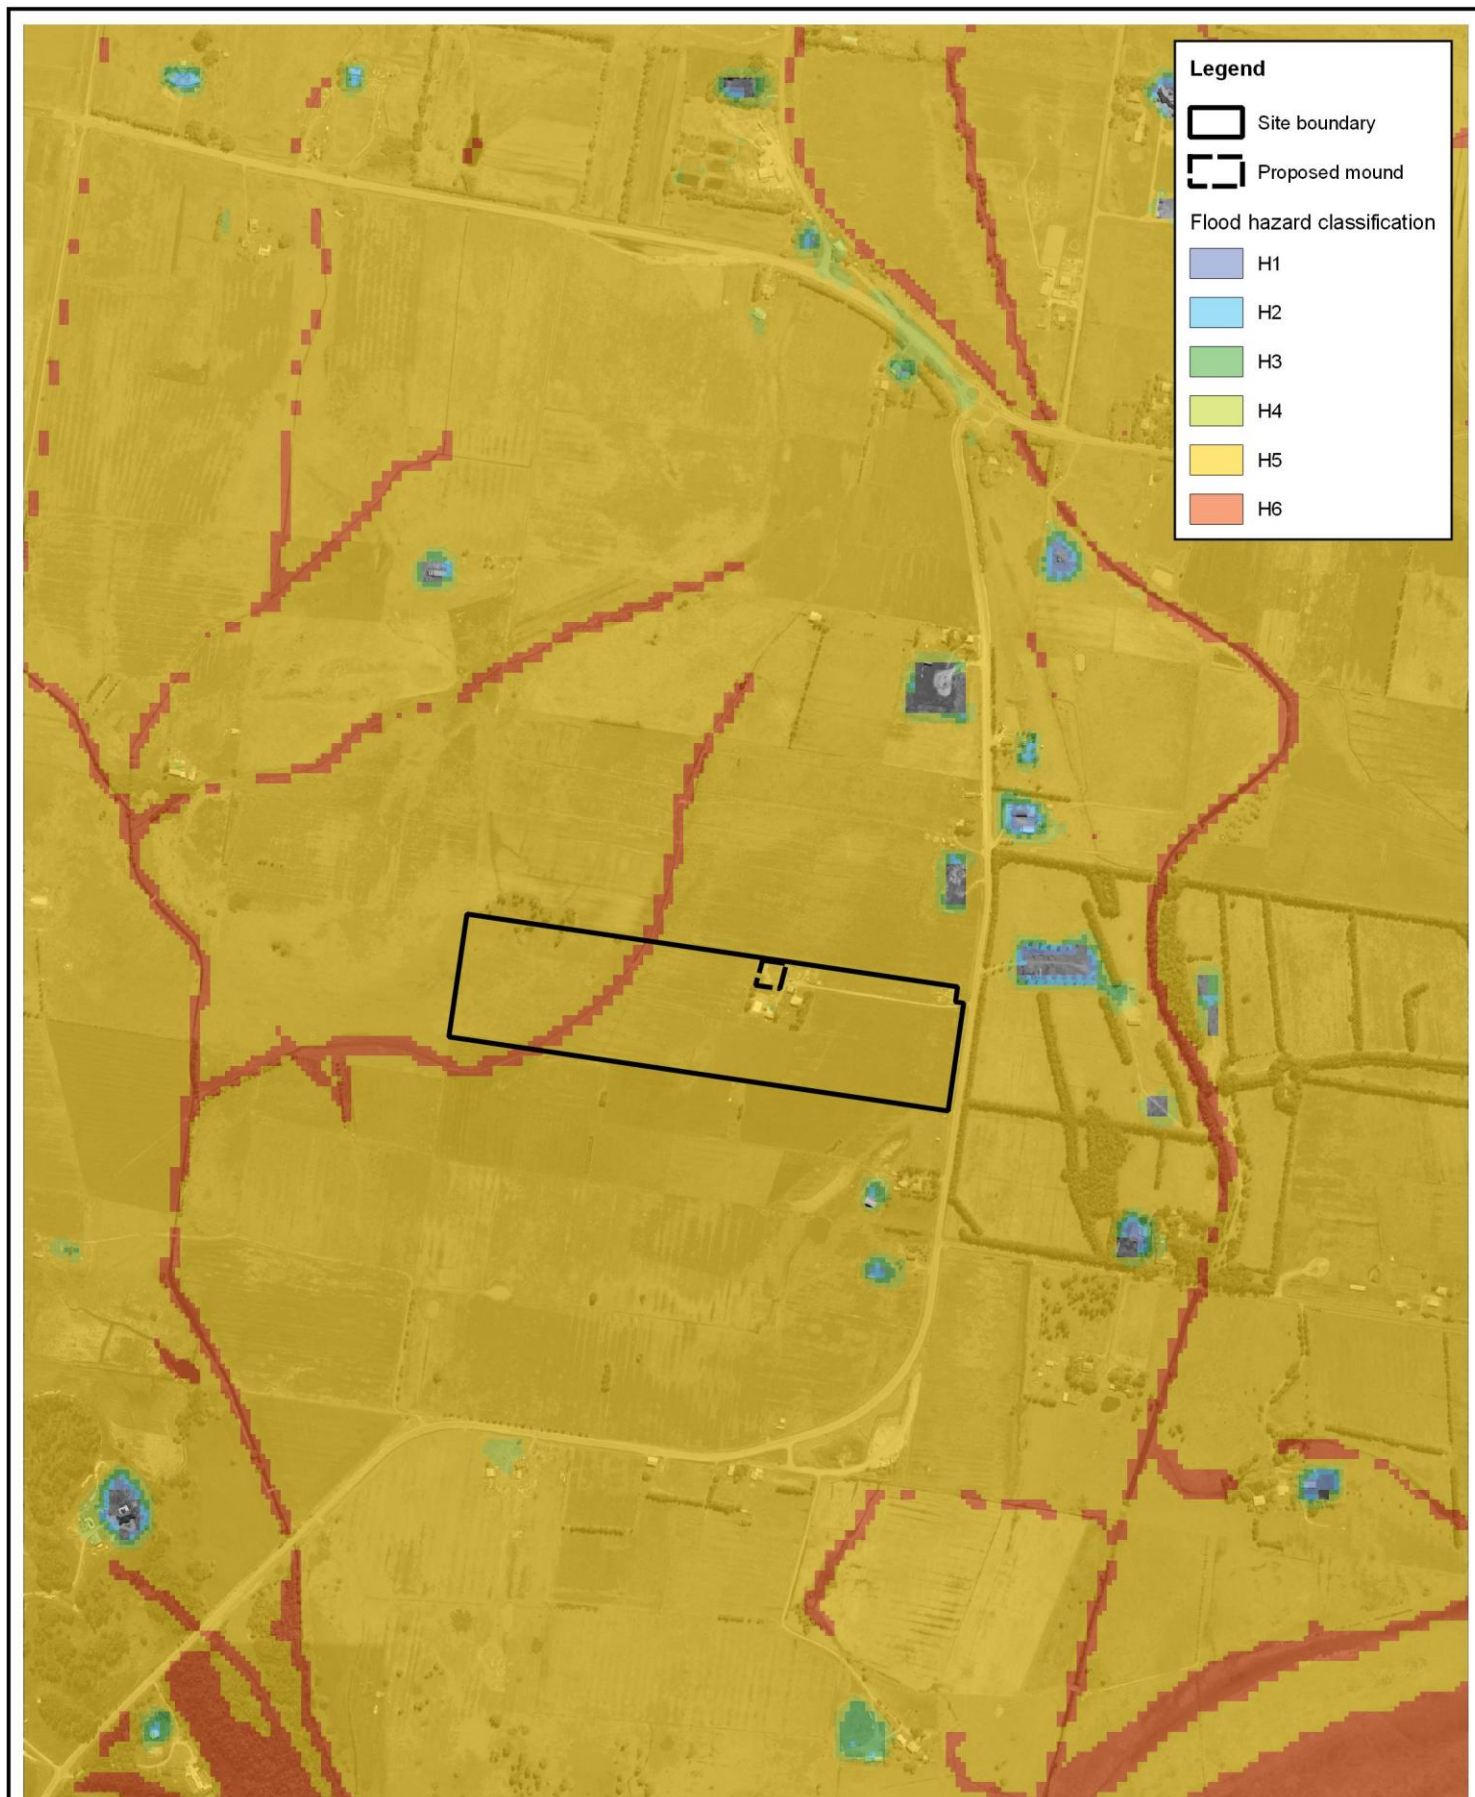 Legend
Site boundary
Proposed mound
Flood hazard classification
H1
H2
H3
H4
H5
H6